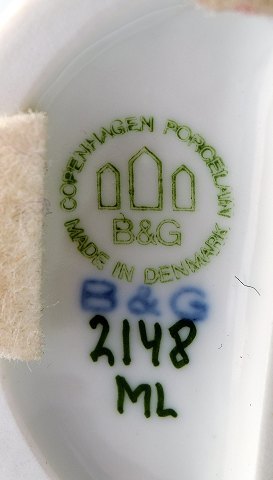 COPENHAGEN PORCELAIN
B&G
MADE IN DENMARK
B & G
2148
ML